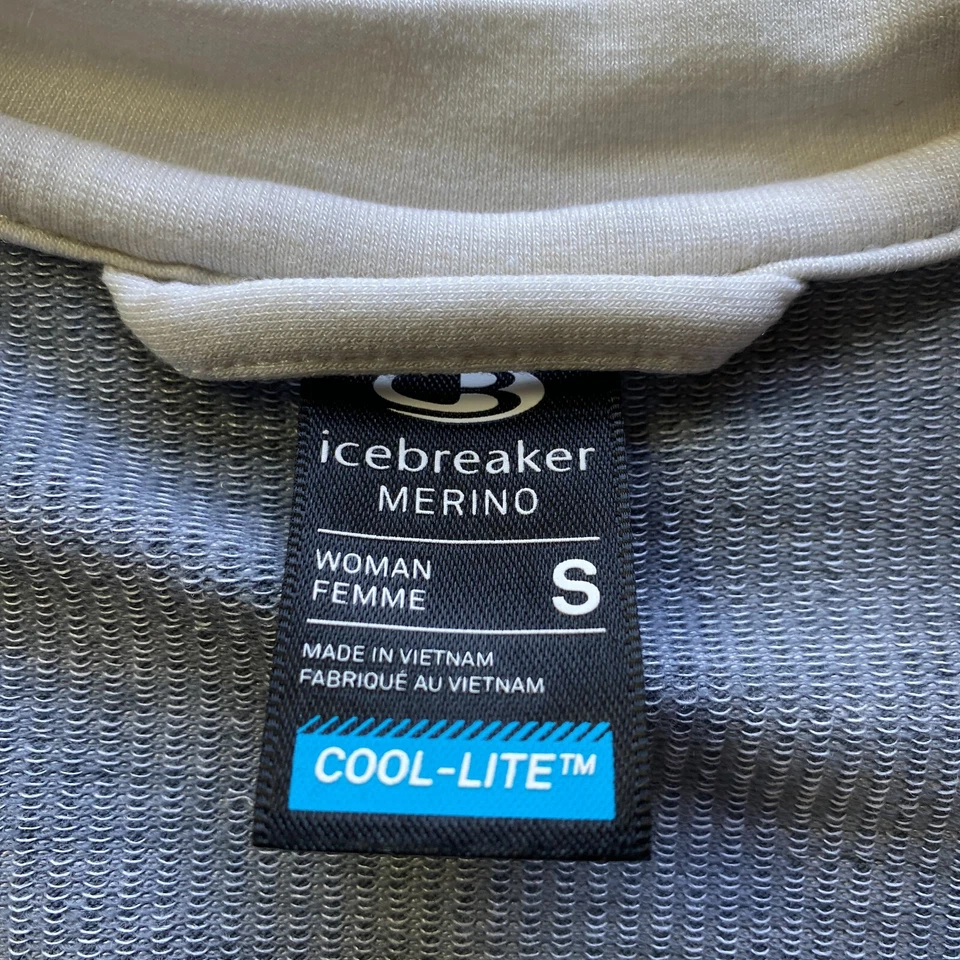 icebreaker
MERINO
WOMAN
FEMME
S
MADE IN VIETNAM
FABRIQUÉ AU VIETNAM
COOL-LITE™